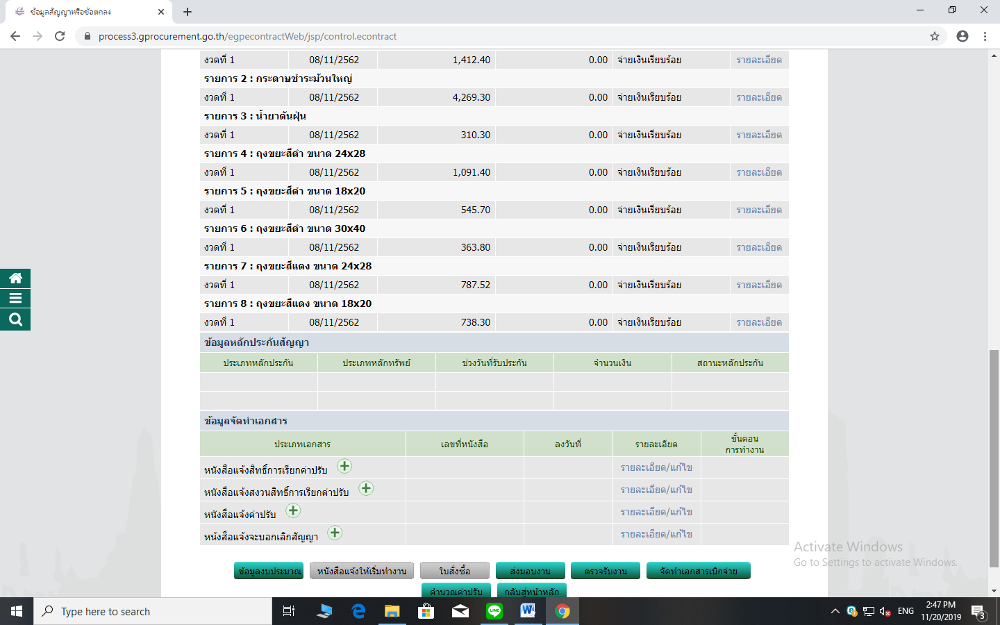 ข้อมูลสัญญาหรือข้อตกลง
process3.gprocurement.go.th/egpecontractWeb/jsp/control.econtract
งวดที่ 1 08/11/2562 1,412.40 0.00 จ่ายเงินเรียบร้อย รายละเอียด
รายการ 2 : กระดาษชำระม้วนใหญ่
งวดที่ 1 08/11/2562 4,269.30 0.00 จ่ายเงินเรียบร้อย รายละเอียด
รายการ 3 : น้ำยาดันฝุ่น
งวดที่ 1 08/11/2562 310.30 0.00 จ่ายเงินเรียบร้อย รายละเอียด
รายการ 4 : ถุงขยะสีดำ ขนาด 24x28
งวดที่ 1 08/11/2562 1,091.40 0.00 จ่ายเงินเรียบร้อย รายละเอียด
รายการ 5 : ถุงขยะสีดำ ขนาด 18x20
งวดที่ 1 08/11/2562 545.70 0.00 จ่ายเงินเรียบร้อย รายละเอียด
รายการ 6 : ถุงขยะสีดำ ขนาด 30x40
งวดที่ 1 08/11/2562 363.80 0.00 จ่ายเงินเรียบร้อย รายละเอียด
รายการ 7 : ถุงขยะสีแดง ขนาด 24x28
งวดที่ 1 08/11/2562 787.52 0.00 จ่ายเงินเรียบร้อย รายละเอียด
รายการ 8 : ถุงขยะสีแดง ขนาด 18x20
งวดที่ 1 08/11/2562 738.30 0.00 จ่ายเงินเรียบร้อย รายละเอียด
ข้อมูลหลักประกันสัญญา
ประเภทหลักประกัน ประเภทหลักทรัพย์ ช่วงวันที่รับประกัน จำนวนเงิน สถานะหลักประกัน
ข้อมูลจัดทำเอกสาร
ประเภทเอกสาร เลขที่หนังสือ ลงวันที่ รายละเอียด ขั้นตอน
การทำงาน
หนังสือแจ้งสิทธิ์การเรียกค่าปรับ รายละเอียด/แก้ไข
หนังสือแจ้งสงวนสิทธิ์การเรียกค่าปรับ รายละเอียด/แก้ไข
หนังสือแจ้งค่าปรับ รายละเอียด/แก้ไข
หนังสือแจ้งจะบอกเลิกสัญญา รายละเอียด/แก้ไข
Activate Windows
Go to Settings to activate Windows.
ข้อมูลงบประมาณ หนังสือแจ้งให้เริ่มทำงาน ใบสั่งซื้อ ส่งมอบงาน ตรวจรับงาน จัดทำเอกสารเบิกจ่าย
คำนวณค่าปรับ กลับสู่หน้าหลัก
Type here to search
LINE
W
ENG
2:47 PM
11/20/2019
3